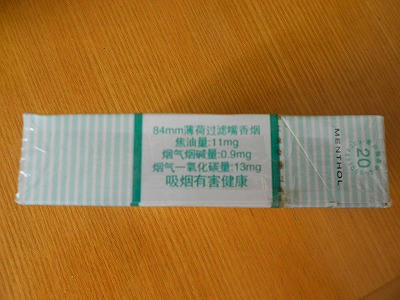 84mm薄荷过滤嘴香烟
焦油量:11mg
烟气烟碱量:0.9mg
烟气一氧化碳量:13mg
吸烟有害健康
MENTHOL
20